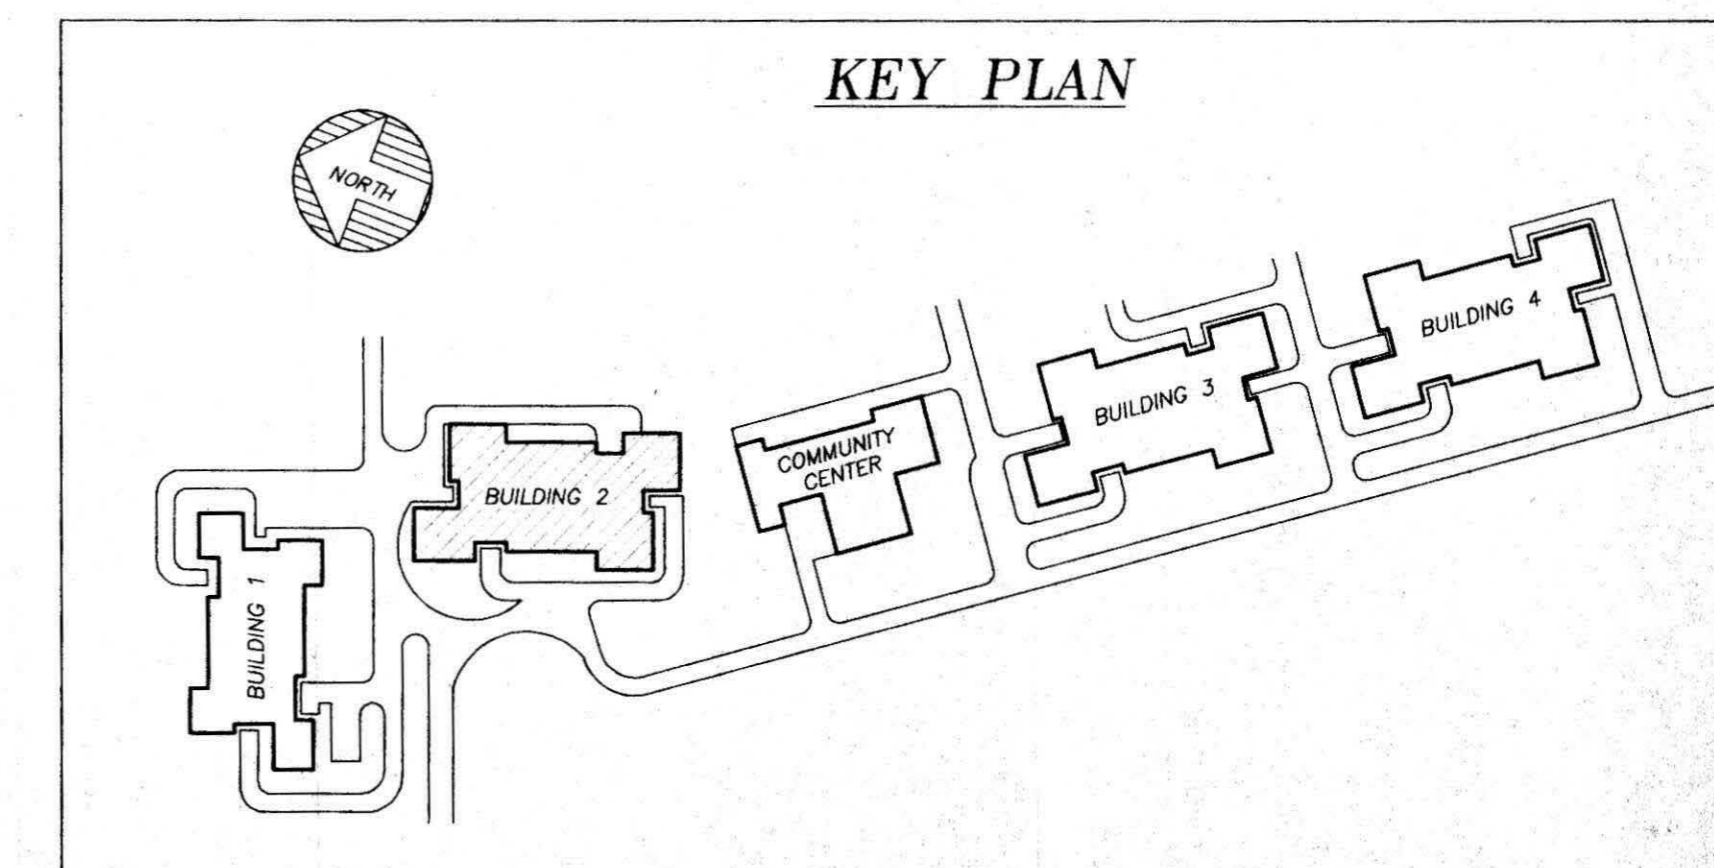 KEY PLAN
NORTH
BUILDING 4
BUILDING 3
COMMUNITY
CENTER
BUILDING 2
BUILDING 1